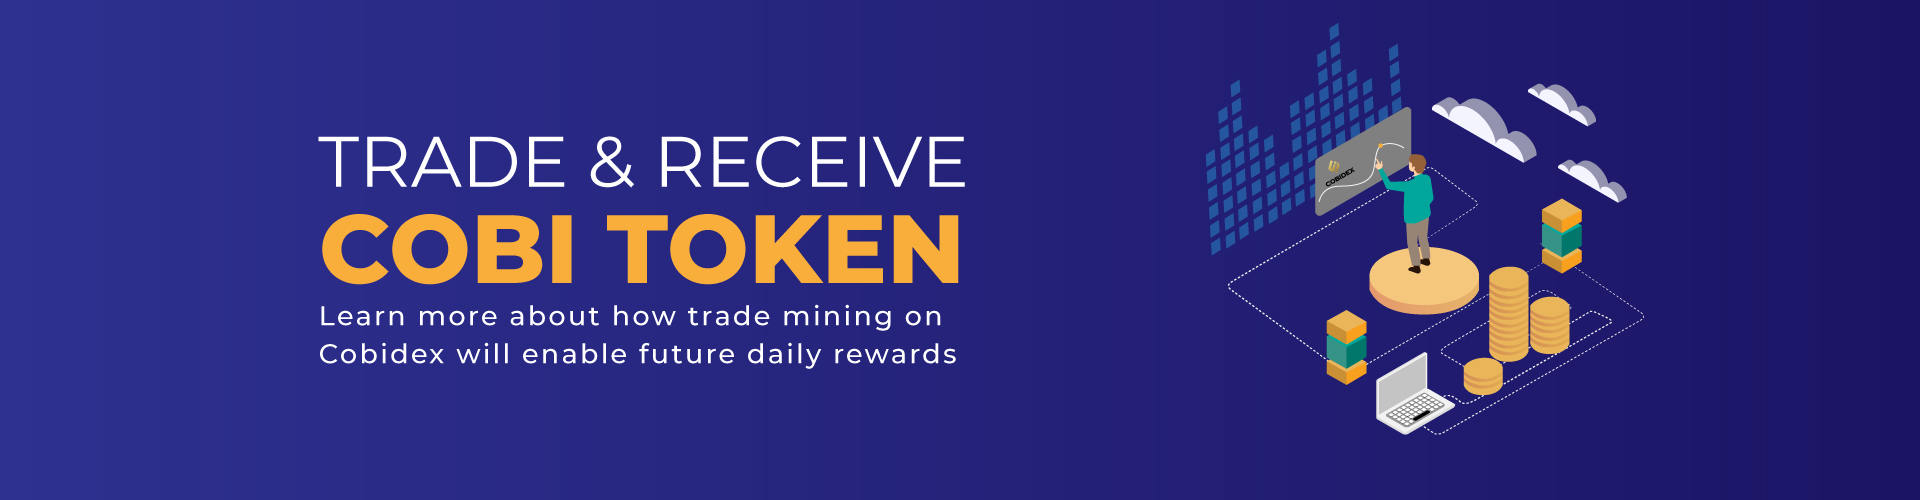 TRADE & RECEIVE
COBI TOKEN
Learn more about how trade mining on
Cobidex will enable future daily rewards
COBIDEX